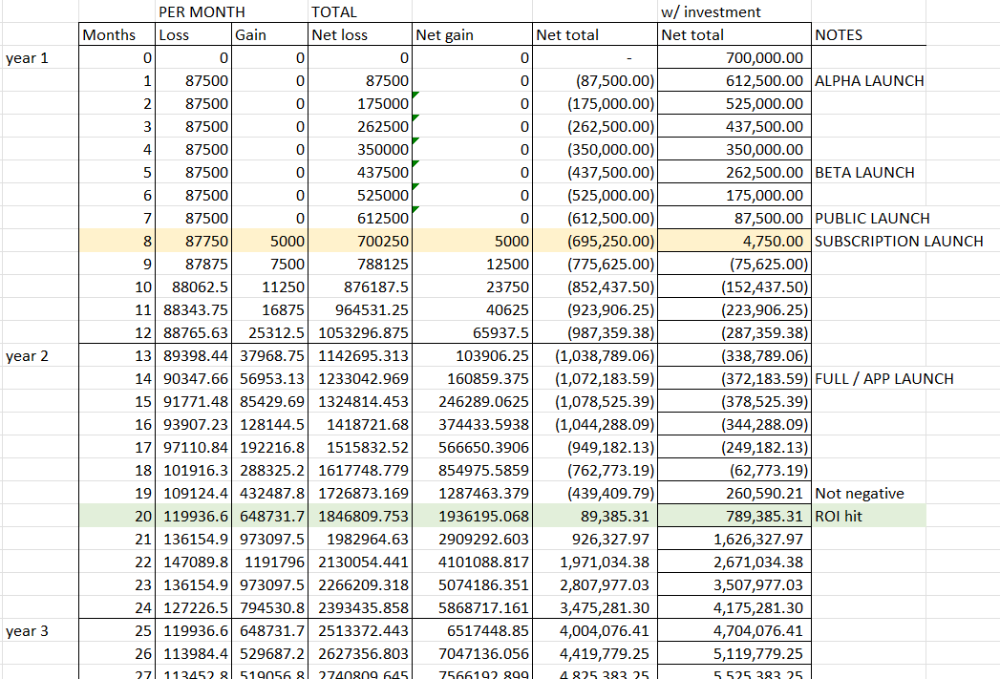 PER MONTH TOTAL w/ investment
Months Loss Gain Net loss Net gain Net total Net total NOTES
year 1 0 0 0 0 0 - 700,000.00
1 87500 0 87500 0 (87,500.00) 612,500.00 ALPHA LAUNCH
2 87500 0 175000 0 (175,000.00) 525,000.00
3 87500 0 262500 0 (262,500.00) 437,500.00
4 87500 0 350000 0 (350,000.00) 350,000.00
5 87500 0 437500 0 (437,500.00) 262,500.00 BETA LAUNCH
6 87500 0 525000 0 (525,000.00) 175,000.00
7 87500 0 612500 0 (612,500.00) 87,500.00 PUBLIC LAUNCH
8 87750 5000 700250 5000 (695,250.00) 4,750.00 SUBSCRIPTION LAUNCH
9 87875 7500 788125 12500 (775,625.00) (75,625.00)
10 88062.5 11250 876187.5 23750 (852,437.50) (152,437.50)
11 88343.75 16875 964531.25 40625 (923,906.25) (223,906.25)
12 88765.63 25312.5 1053296.875 65937.5 (987,359.38) (287,359.38)
year 2 13 89398.44 37968.75 1142695.313 103906.25 (1,038,789.06) (338,789.06)
14 90347.66 56953.13 1233042.969 160859.375 (1,072,183.59) (372,183.59) FULL / APP LAUNCH
15 91771.48 85429.69 1324814.453 246289.0625 (1,078,525.39) (378,525.39)
16 93907.23 128144.5 1418721.68 374433.5938 (1,044,288.09) (344,288.09)
17 97110.84 192216.8 1515832.52 566650.3906 (949,182.13) (249,182.13)
18 101916.3 288325.2 1617748.779 854975.5859 (762,773.19) (62,773.19)
19 109124.4 432487.8 1726873.169 1287463.379 (439,409.79) 260,590.21 Not negative
20 119936.6 648731.7 1846809.753 1936195.068 89,385.31 789,385.31 ROI hit
21 136154.9 973097.5 1982964.63 2909292.603 926,327.97 1,626,327.97
22 147089.8 1191796 2130054.441 4101088.817 1,971,034.38 2,671,034.38
23 136154.9 973097.5 2266209.318 5074186.351 2,807,977.03 3,507,977.03
24 127226.5 794530.8 2393435.858 5868717.161 3,475,281.30 4,175,281.30
year 3 25 119936.6 648731.7 2513372.443 6517448.85 4,004,076.41 4,704,076.41
26 113984.4 529687.2 2627356.803 7047136.056 4,419,779.25 5,119,779.25
27 113452.8 519056.8 2740809.645 7566192.899 4,825,383.25 5,525,383.25